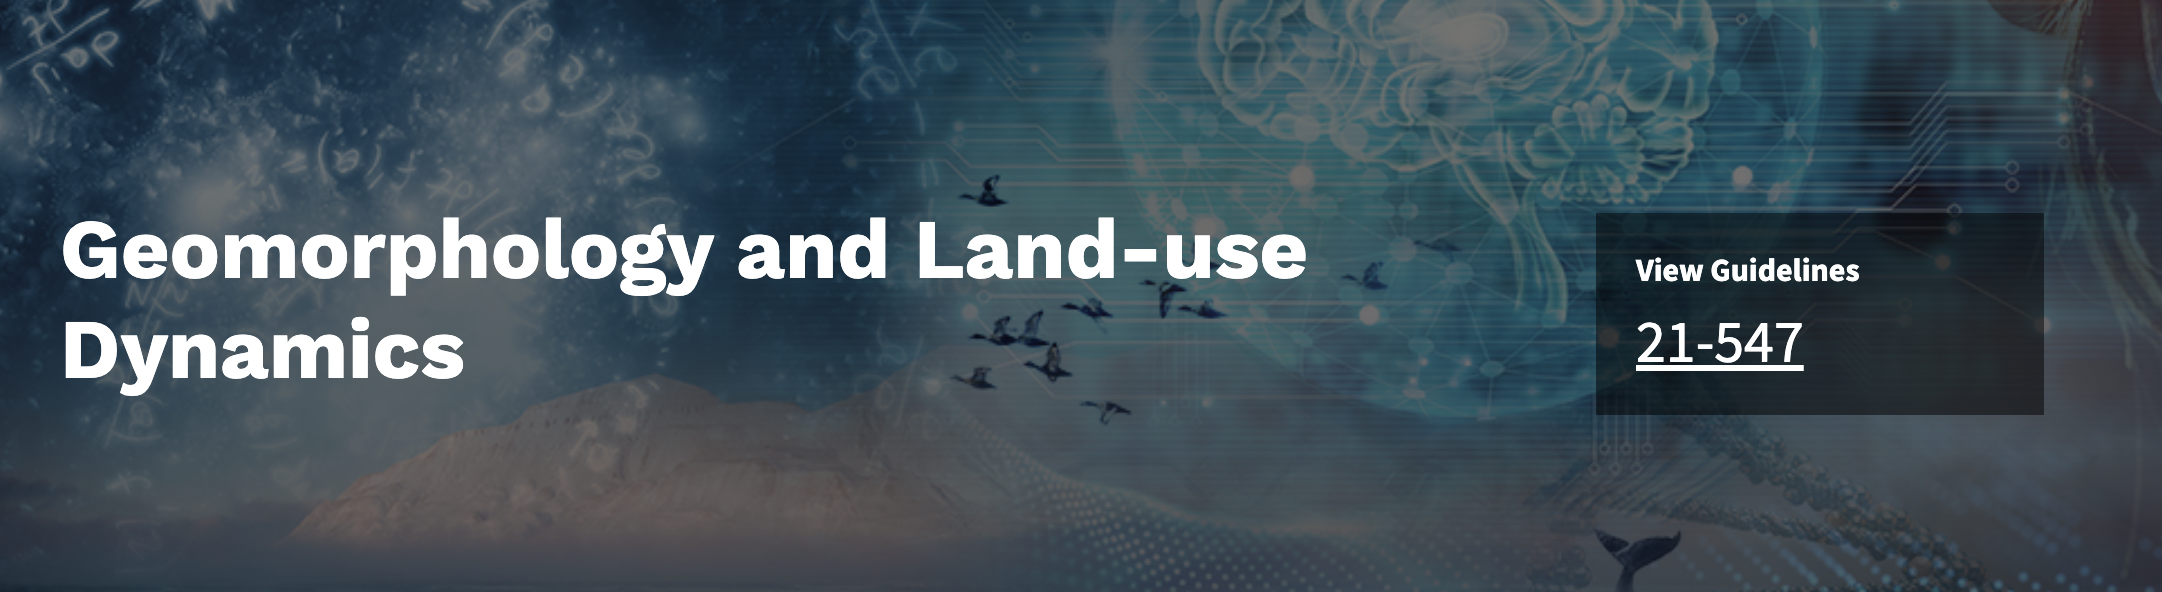 Geomorphology and Land-use
Dynamics
View Guidelines
21-547